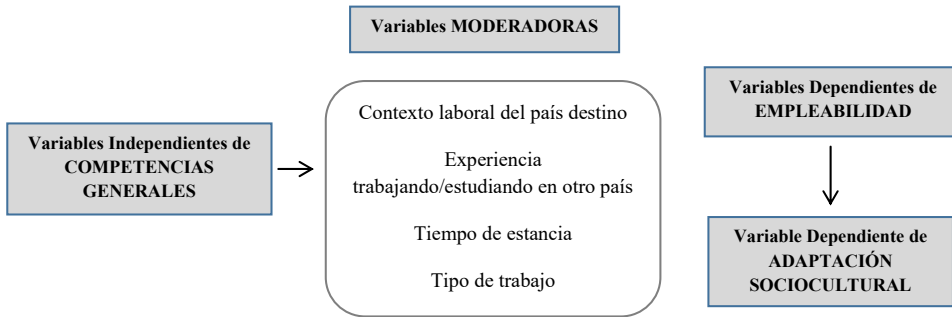 Variables MODERADORAS
Variables Independientes de
COMPETENCIAS
GENERALES
Contexto laboral del país destino
Experiencia
trabajando/estudiando en otro país
Tiempo de estancia
Tipo de trabajo
Variables Dependientes de
EMPLEABILIDAD
Variable Dependiente de
ADAPTACIÓN
SOCIOCULTURAL